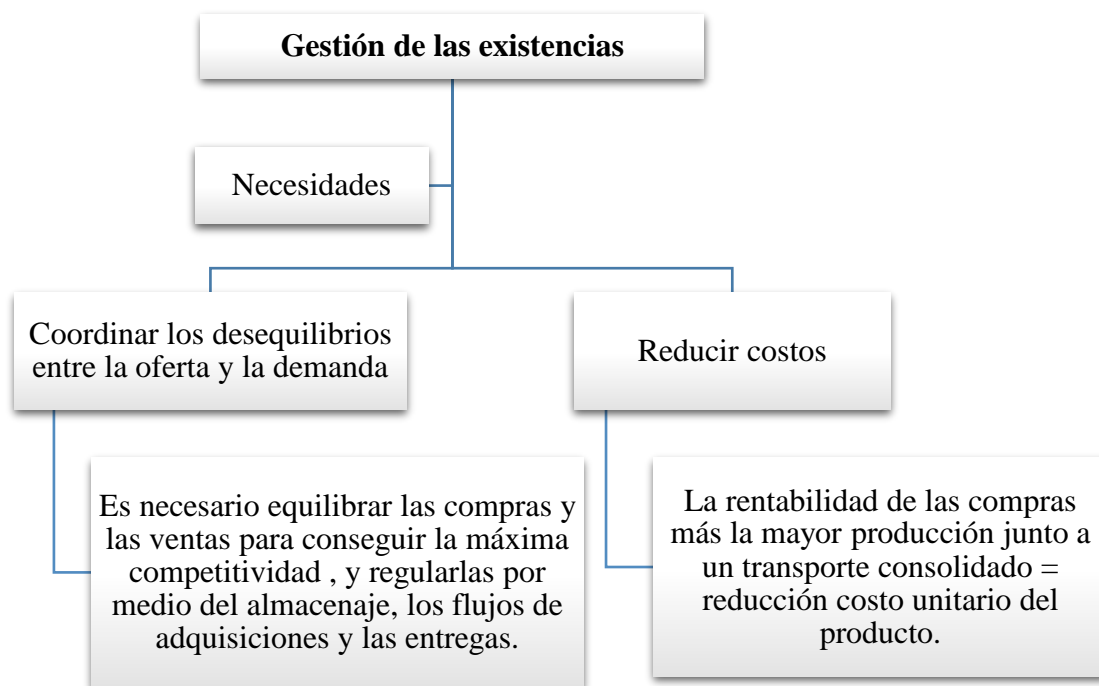 Gestión de las existencias
Necesidades
Coordinar los desequilibrios
entre la oferta y la demanda
Reducir costos
Es necesario equilibrar las compras y
las ventas para conseguir la máxima
competitividad , y regularlas por
medio del almacenaje, los flujos de
adquisiciones y las entregas.
La rentabilidad de las compras
más la mayor producción junto a
un transporte consolidado =
reducción costo unitario del
producto.